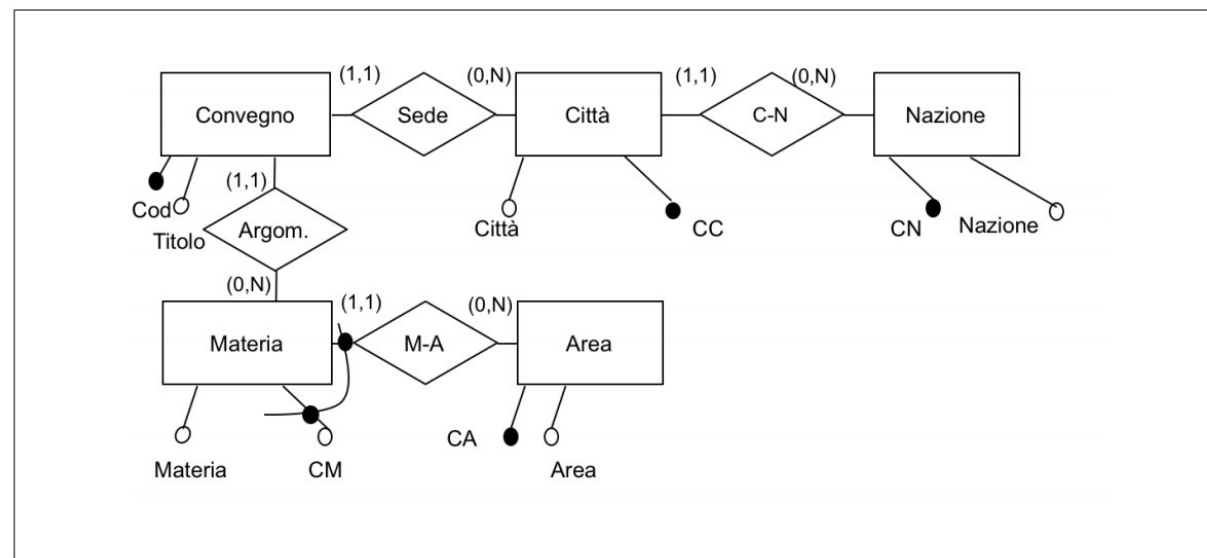 (1,1) (0,N) (1,1) (0,N)
Convegno Sede Città C-N Nazione
(1,1)
Cod
Titolo Argom. Città CC CN Nazione
(0,N) (1,1) (0,N)
Materia M-A Area
CA
Materia CM Area